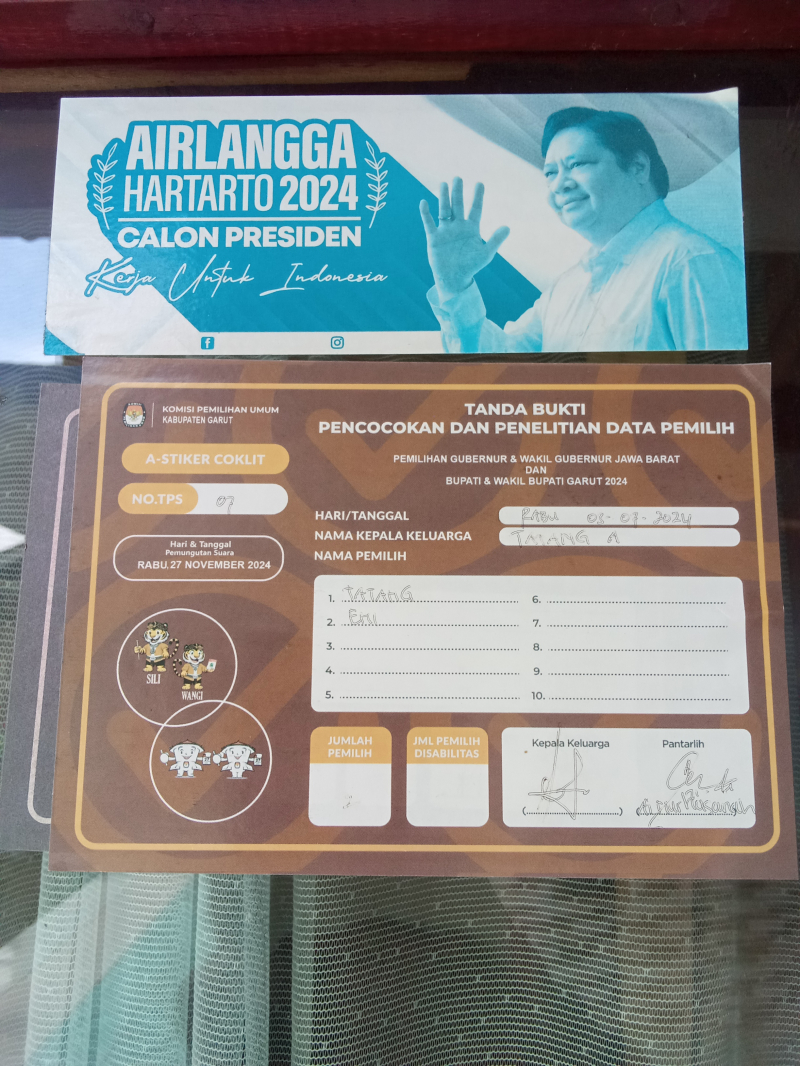 AIRLANGGA
HARTARTO 2024
CALON PRESIDEN
Kerja Untuk Indonesia
KOMISI PEMILIHAN UMUM
KABUPATEN GARUT
TANDA BUKTI
PENCOCOKAN DAN PENELITIAN DATA PEMILIH
A-STIKER COKLIT
PEMILIHAN GUBERNUR & WAKIL GUBERNUR JAWA BARAT
DAN
BUPATI & WAKIL BUPATI GARUT 2024
NO.TPS 07
HARI/TANGGAL RABU 03-07-2024
NAMA KEPALA KELUARGA TATANG A
NAMA PEMILIH
Hari & Tanggal
Pemungutan Suara
RABU, 27 NOVEMBER 2024
1. TATANG
2. ENI
3.
4.
5.
6.
7.
8.
9.
10.
SILI
WANGI
JUMLAH
PEMILIH
JML PEMILIH
DISABILITAS
Kepala Keluarga
Pantarlih